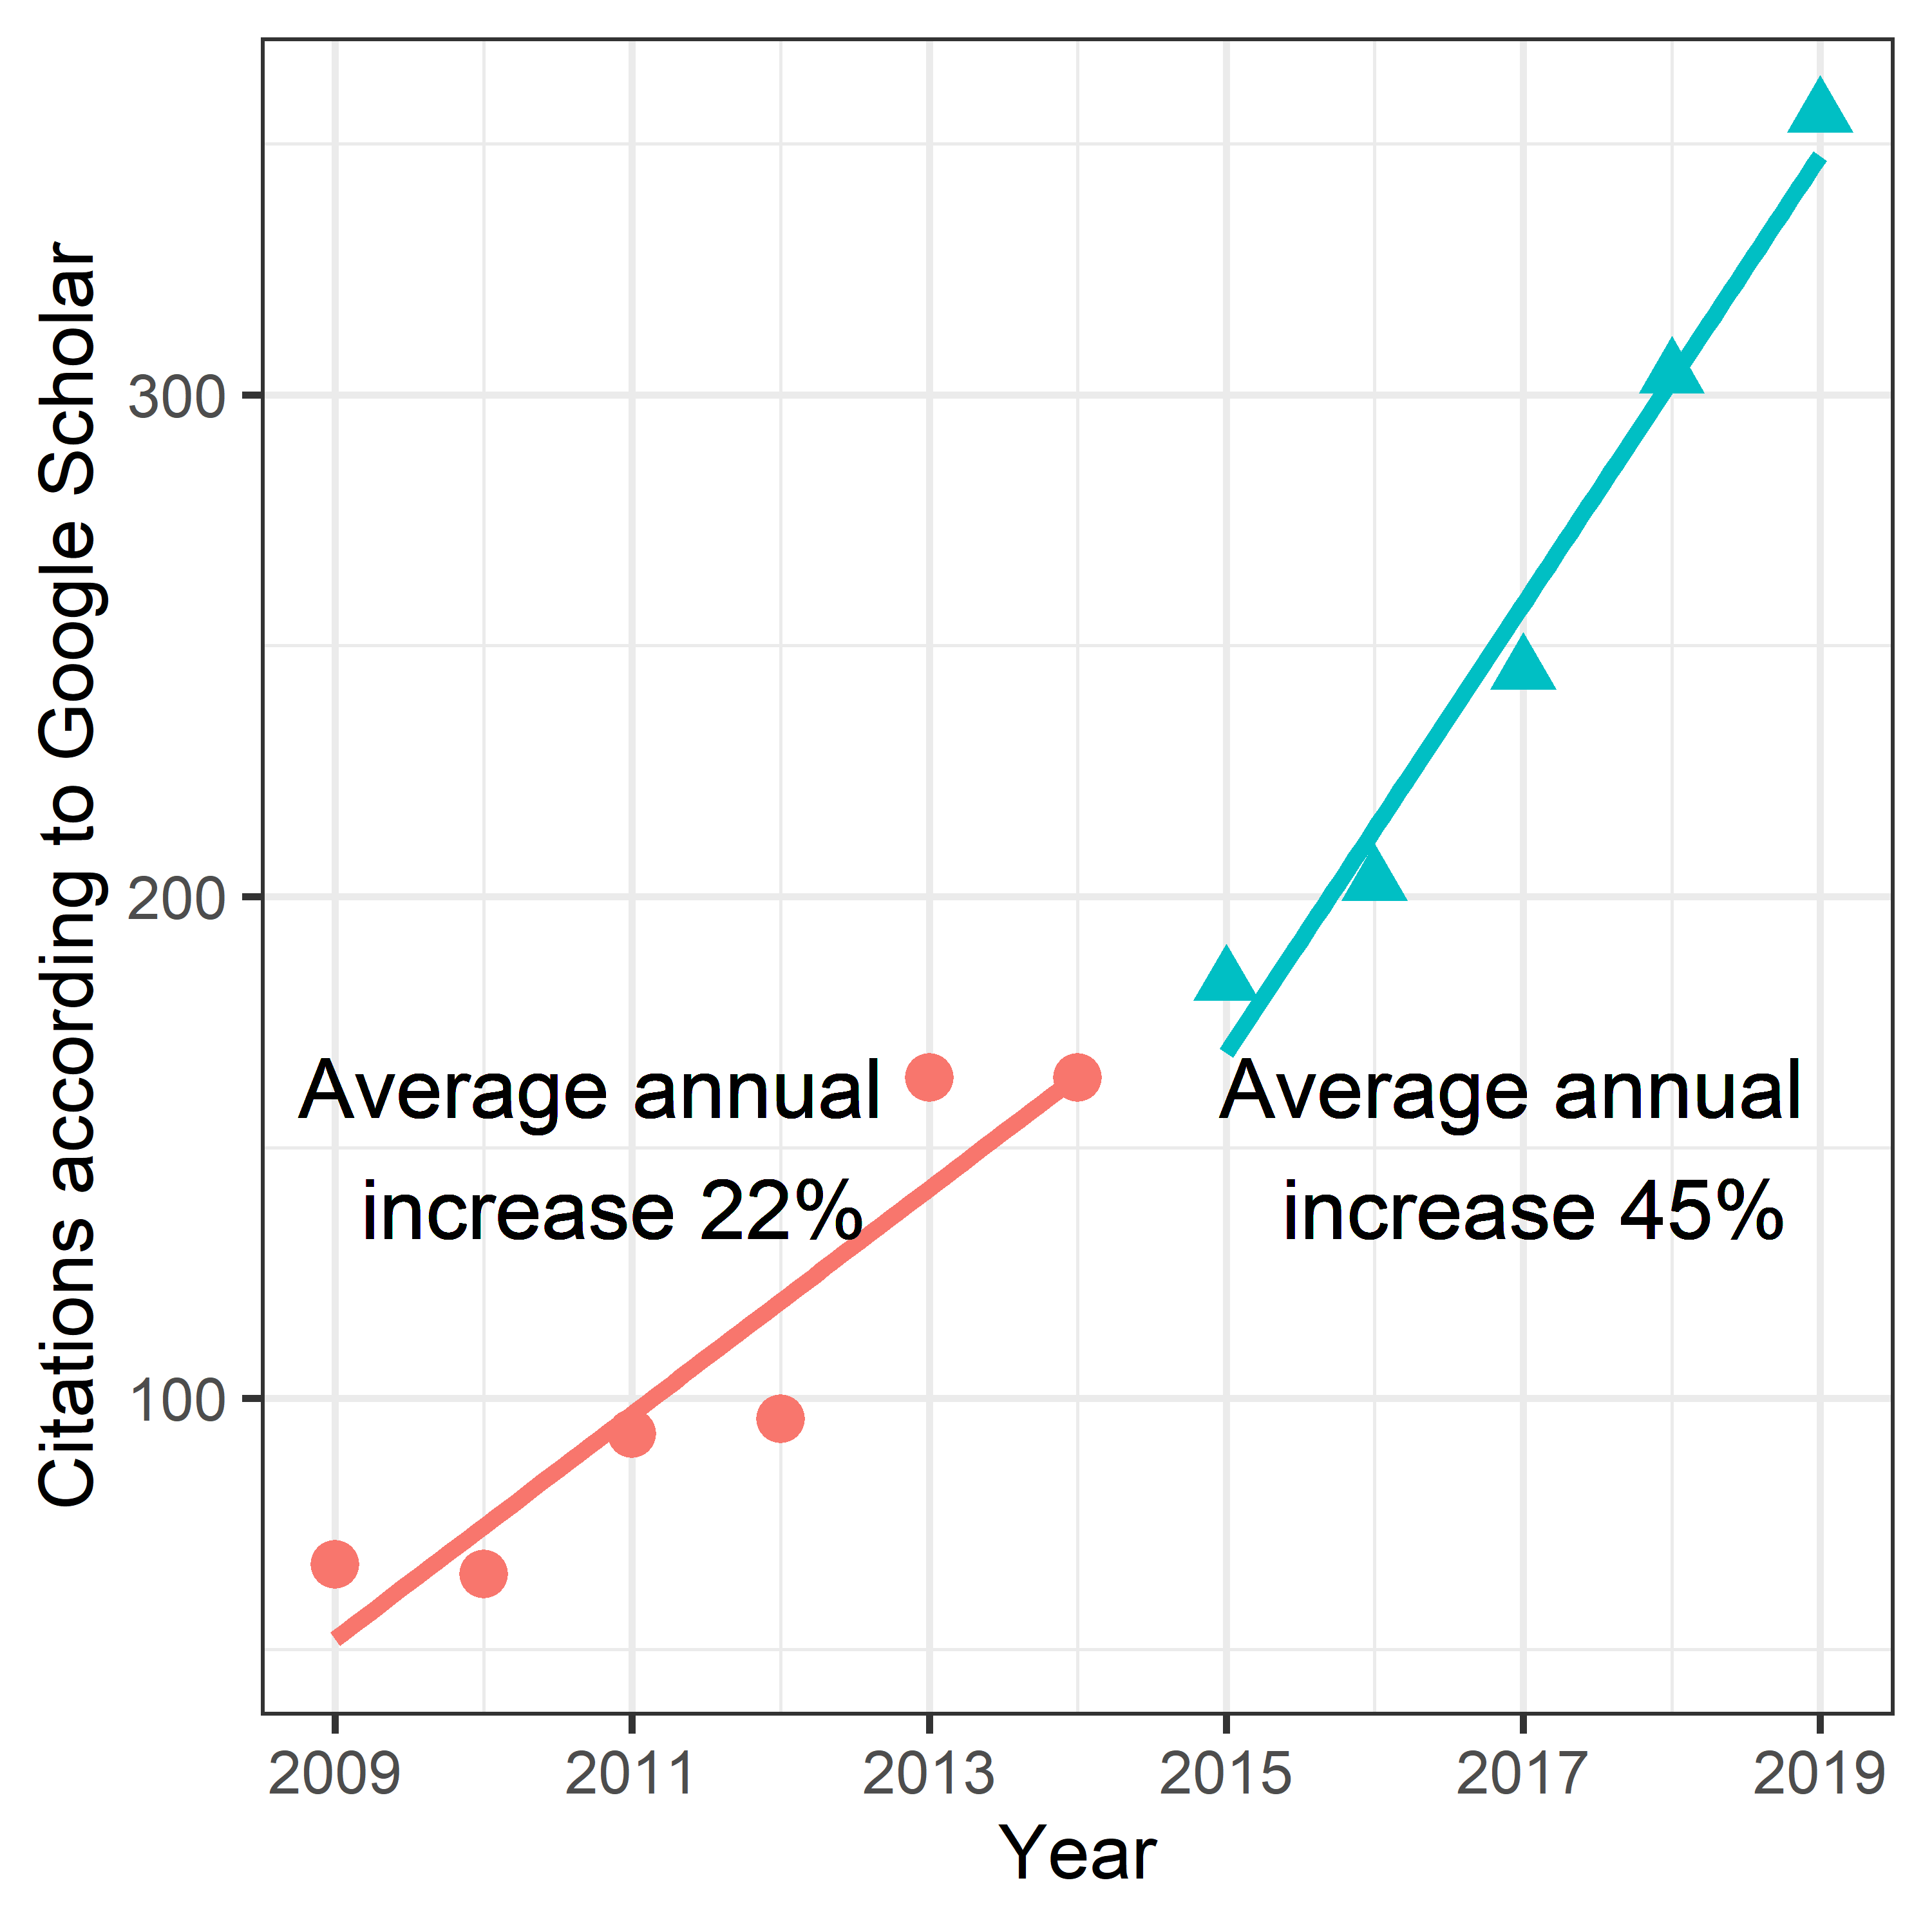 Citations according to Google Scholar
300
200
100
Average annual
increase 22%
Average annual
increase 45%
2009 2011 2013 2015 2017 2019
Year